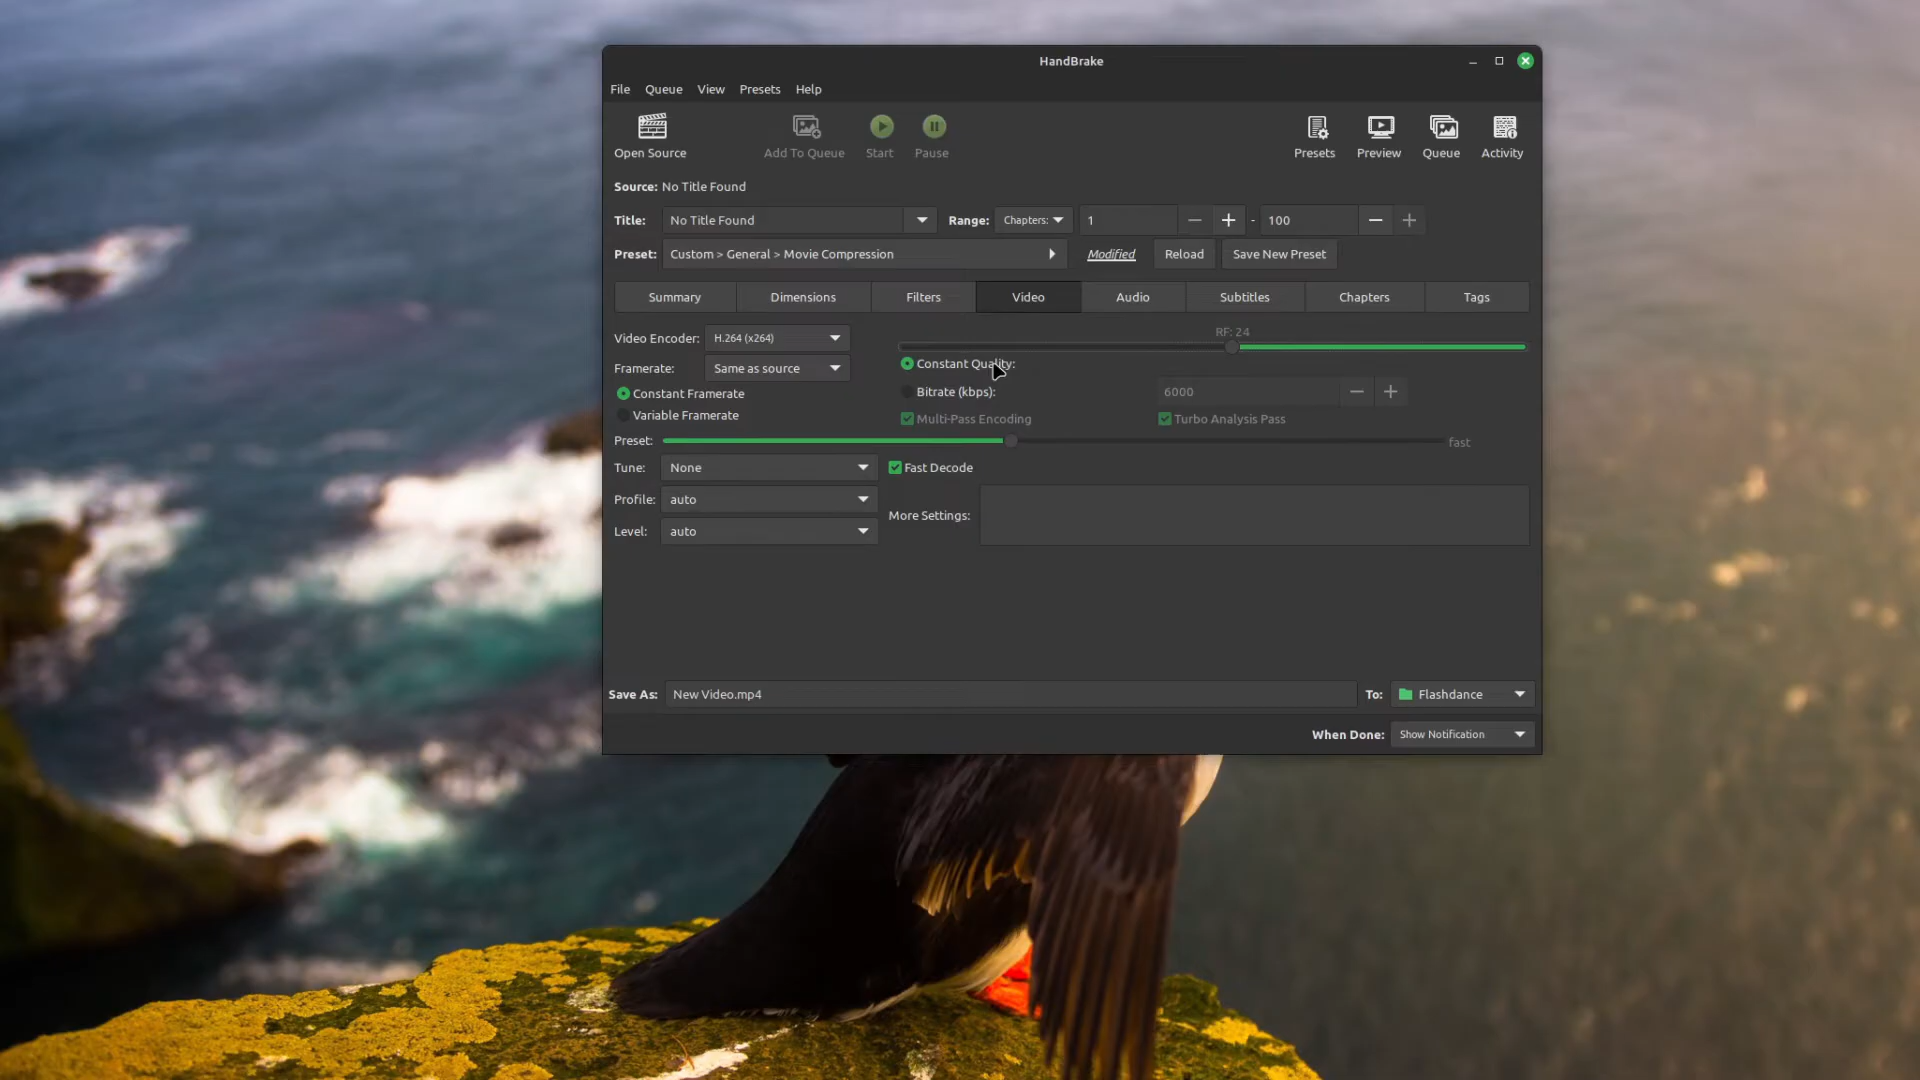 HandBrake
File Queue View Presets Help
Open Source Add To Queue Start Pause Presets Preview Queue Activity
Source: No Title Found
Title: No Title Found Range: Chapters: 1 - 100
Preset: Custom > General > Movie Compression Modified Reload Save New Preset
Summary Dimensions Filters Video Audio Subtitles Chapters Tags
RF: 24
Video Encoder: H.264 (x264)
Constant Quality:
Framerate: Same as source
Bitrate (kbps): 6000
Constant Framerate
Variable Framerate
Multi-Pass Encoding Turbo Analysis Pass
Preset: fast
Tune: None Fast Decode
Profile: auto
More Settings:
Level: auto
Save As: New Video.mp4 To: Flashdance
When Done: Show Notification